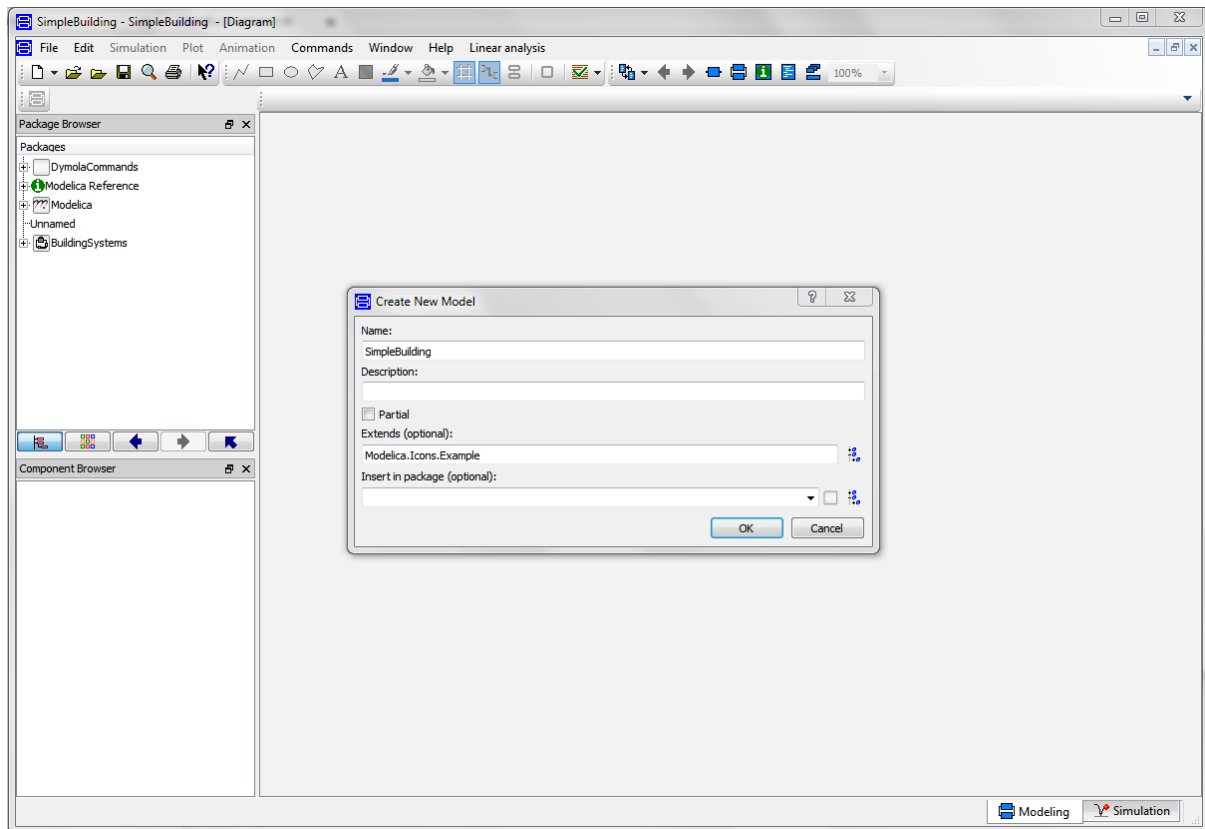 SimpleBuilding - SimpleBuilding - [Diagram]
File Edit Simulation Plot Animation Commands Window Help Linear analysis
100%
Package Browser
Packages
DymolaCommands
Modelica Reference
Modelica
Unnamed
BuildingSystems
Create New Model
Name:
SimpleBuilding
Description:
Partial
Extends (optional):
Modelica.Icons.Example
Insert in package (optional):
OK Cancel
Component Browser
Modeling Simulation